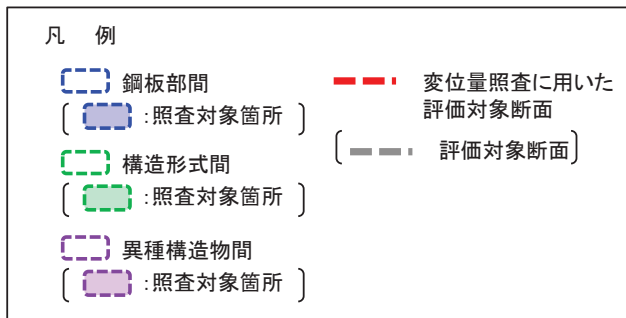 凡 例
鋼板部間
( :照査対象箇所 )
構造形式間
( :照査対象箇所 )
異種構造物間
( :照査対象箇所 )
変位量照査に用いた
評価対象断面
( 評価対象断面 )